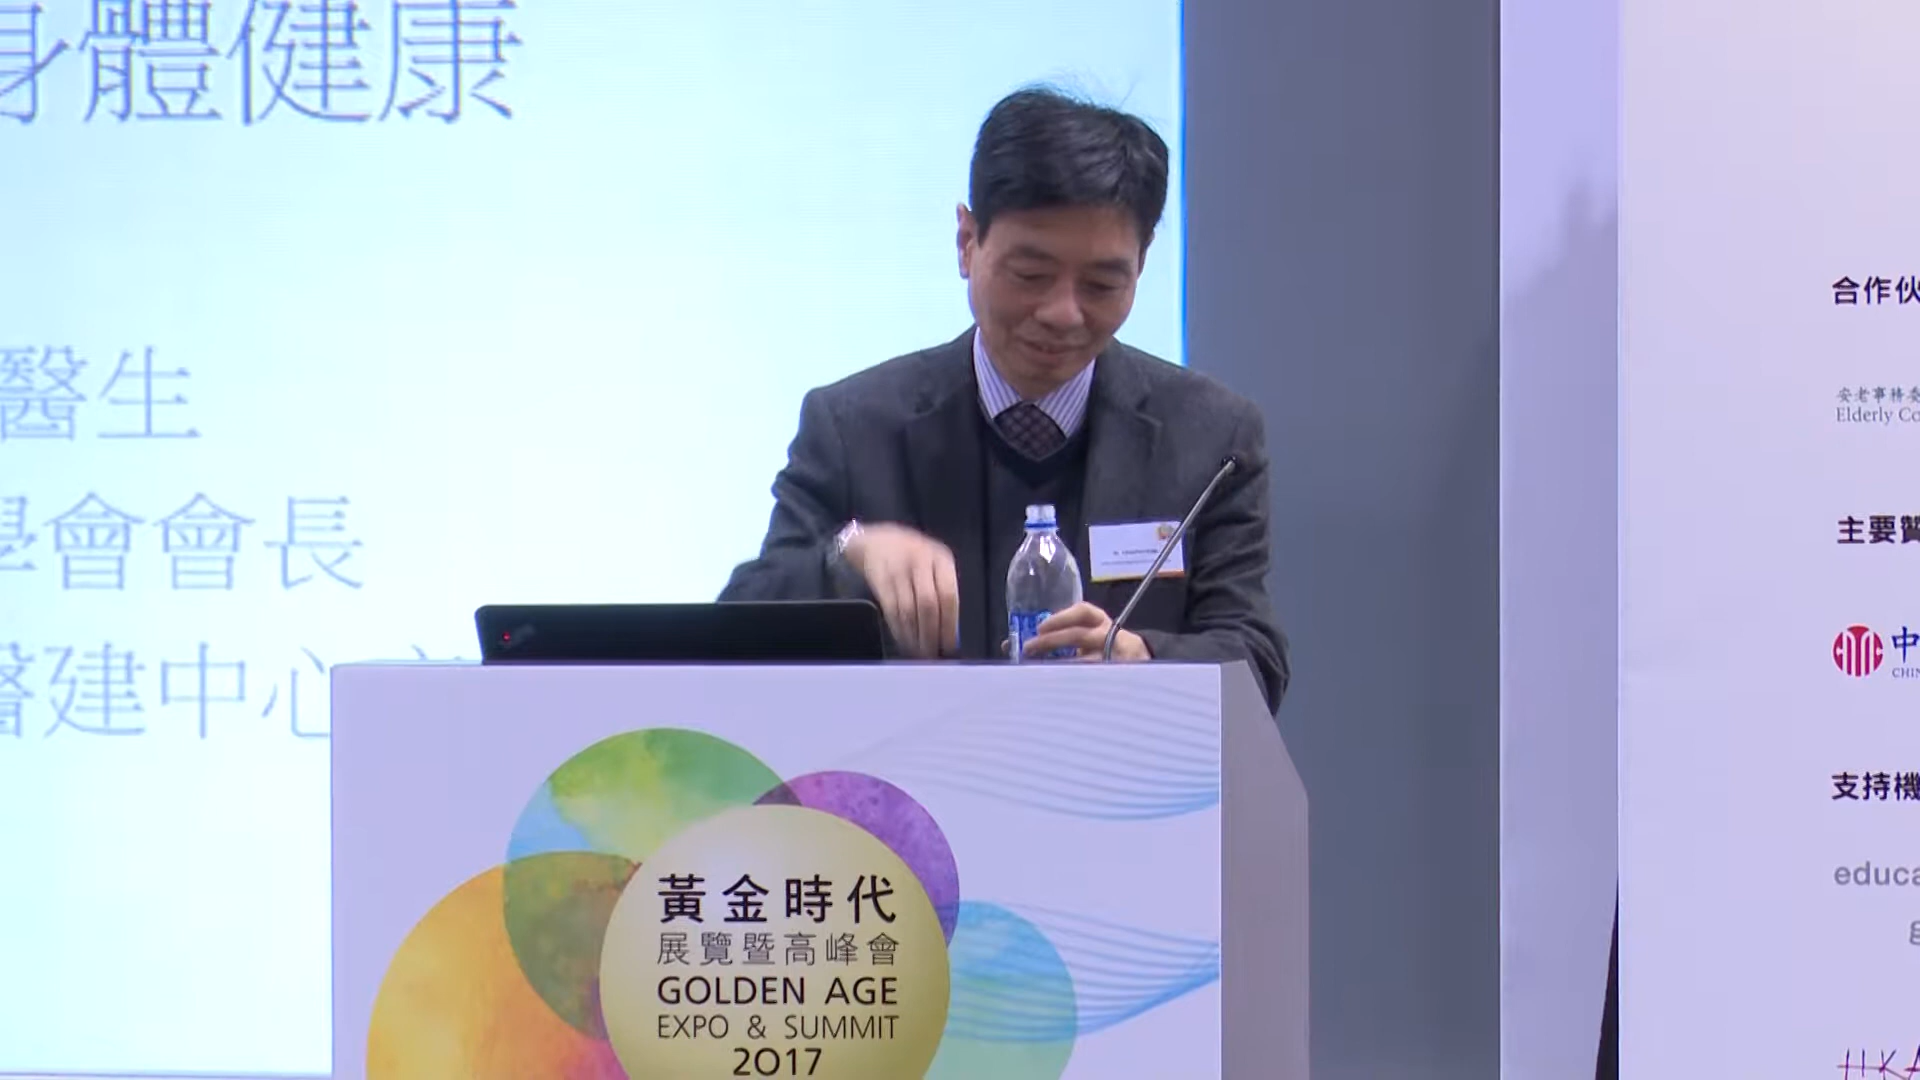 身體健康
醫生
學會會長
醫建中心
黃金時代
展覽暨高峰會
GOLDEN AGE
EXPO & SUMMIT
2017
合作伙
安老事務委
Elderly Co
主要贊
中
CHIN
支持機
educa
g
HKA